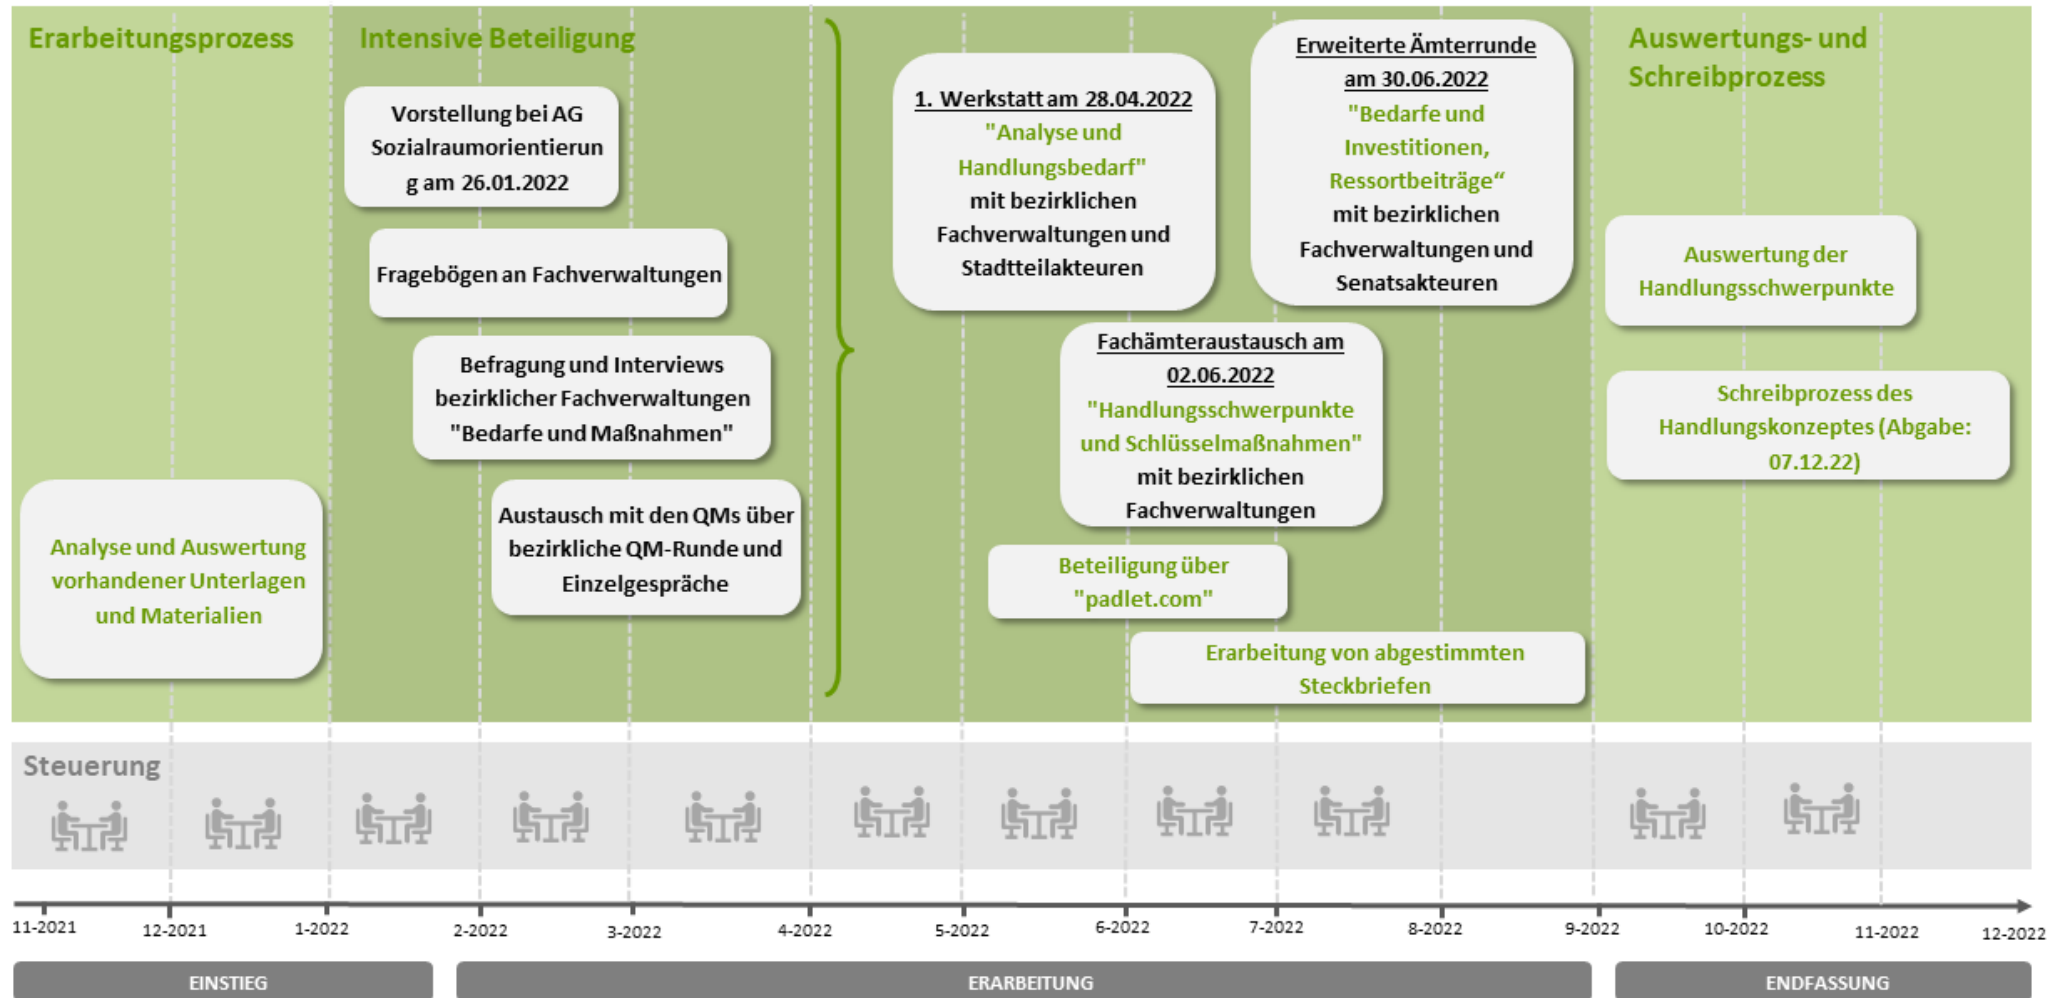 Erarbeitungsprozess
Intensive Beteiligung
Auswertungs- und
Schreibprozess
Vorstellung bei AG
Sozialraumorientierun
g am 26.01.2022
Fragebögen an Fachverwaltungen
Befragung und Interviews
bezirklicher Fachverwaltungen
"Bedarfe und Maßnahmen"
Austausch mit den QMs über
bezirkliche QM-Runde und
Einzelgespräche
Analyse und Auswertung
vorhandener Unterlagen
und Materialien
1. Werkstatt am 28.04.2022
"Analyse und
Handlungsbedarf"
mit bezirklichen
Fachverwaltungen und
Stadtteilakteuren
Erweiterte Ämterrunde
am 30.06.2022
"Bedarfe und
Investitionen,
Ressortbeiträge“
mit bezirklichen
Fachverwaltungen und
Senatsakteuren
Fachämteraustausch am
02.06.2022
"Handlungsschwerpunkte
und Schlüsselmaßnahmen"
mit bezirklichen
Fachverwaltungen
Beteiligung über
"padlet.com"
Erarbeitung von abgestimmten
Steckbriefen
Auswertung der
Handlungsschwerpunkte
Schreibprozess des
Handlungskonzeptes (Abgabe:
07.12.22)
Steuerung
11-2021
12-2021
1-2022
2-2022
3-2022
4-2022
5-2022
6-2022
7-2022
8-2022
9-2022
10-2022
11-2022
12-2022
EINSTIEG
ERARBEITUNG
ENDFASSUNG